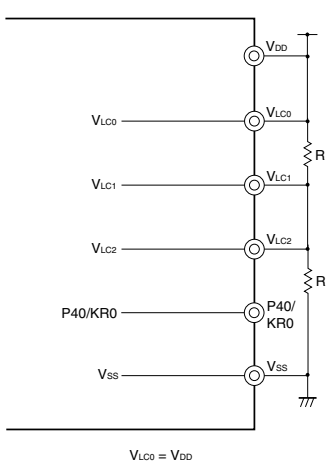 VDD
VLC0 VLC0
R
VLC1 VLC1
VLC2 VLC2
R
P40/KR0 P40/
KR0
VSS VSS
VLC0 = VDD